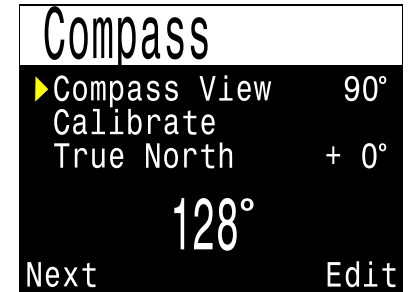 Compass
Compass View 90°
Calibrate
True North + 0°
128°
Next Edit